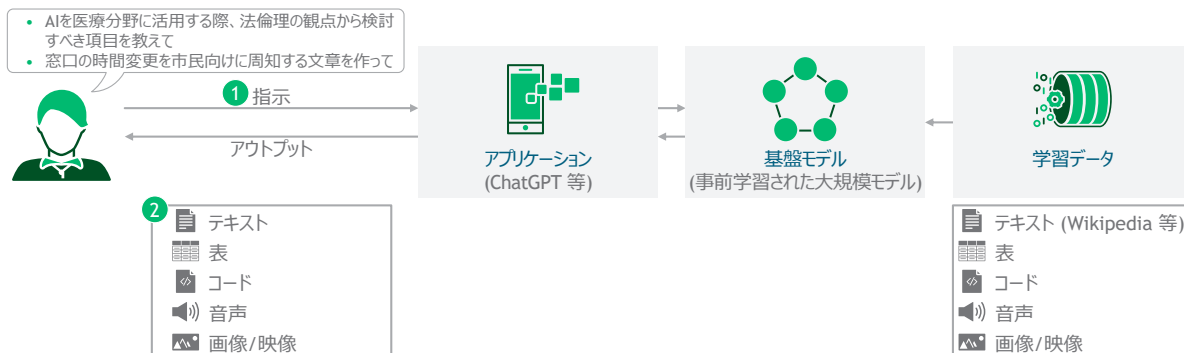 • AIを医療分野に活用する際、法倫理の観点から検討
すべき項目を教えて
• 窓口の時間変更を市民向けに周知する文章を作って
1 指示
アウトプット
アプリケーション
(ChatGPT 等)
基盤モデル
(事前学習された大規模モデル)
学習データ
2
テキスト
表
コード
音声
画像/映像
テキスト (Wikipedia 等)
表
コード
音声
画像/映像